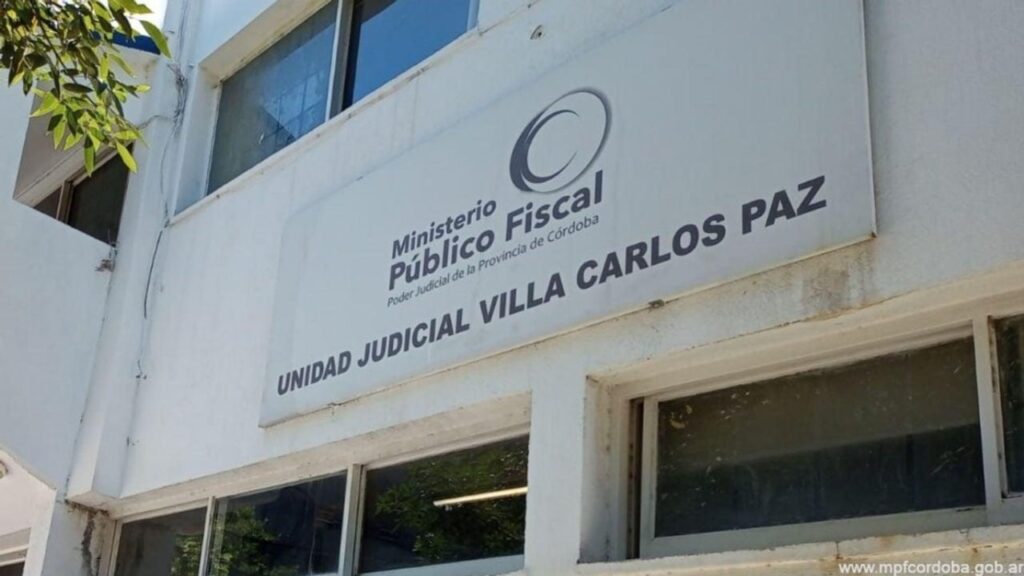 Ministerio
Público Fiscal
Poder Judicial de la Provincia de Córdoba
UNIDAD JUDICIAL VILLA CARLOS PAZ
www.mpfcordoba.gob.ar